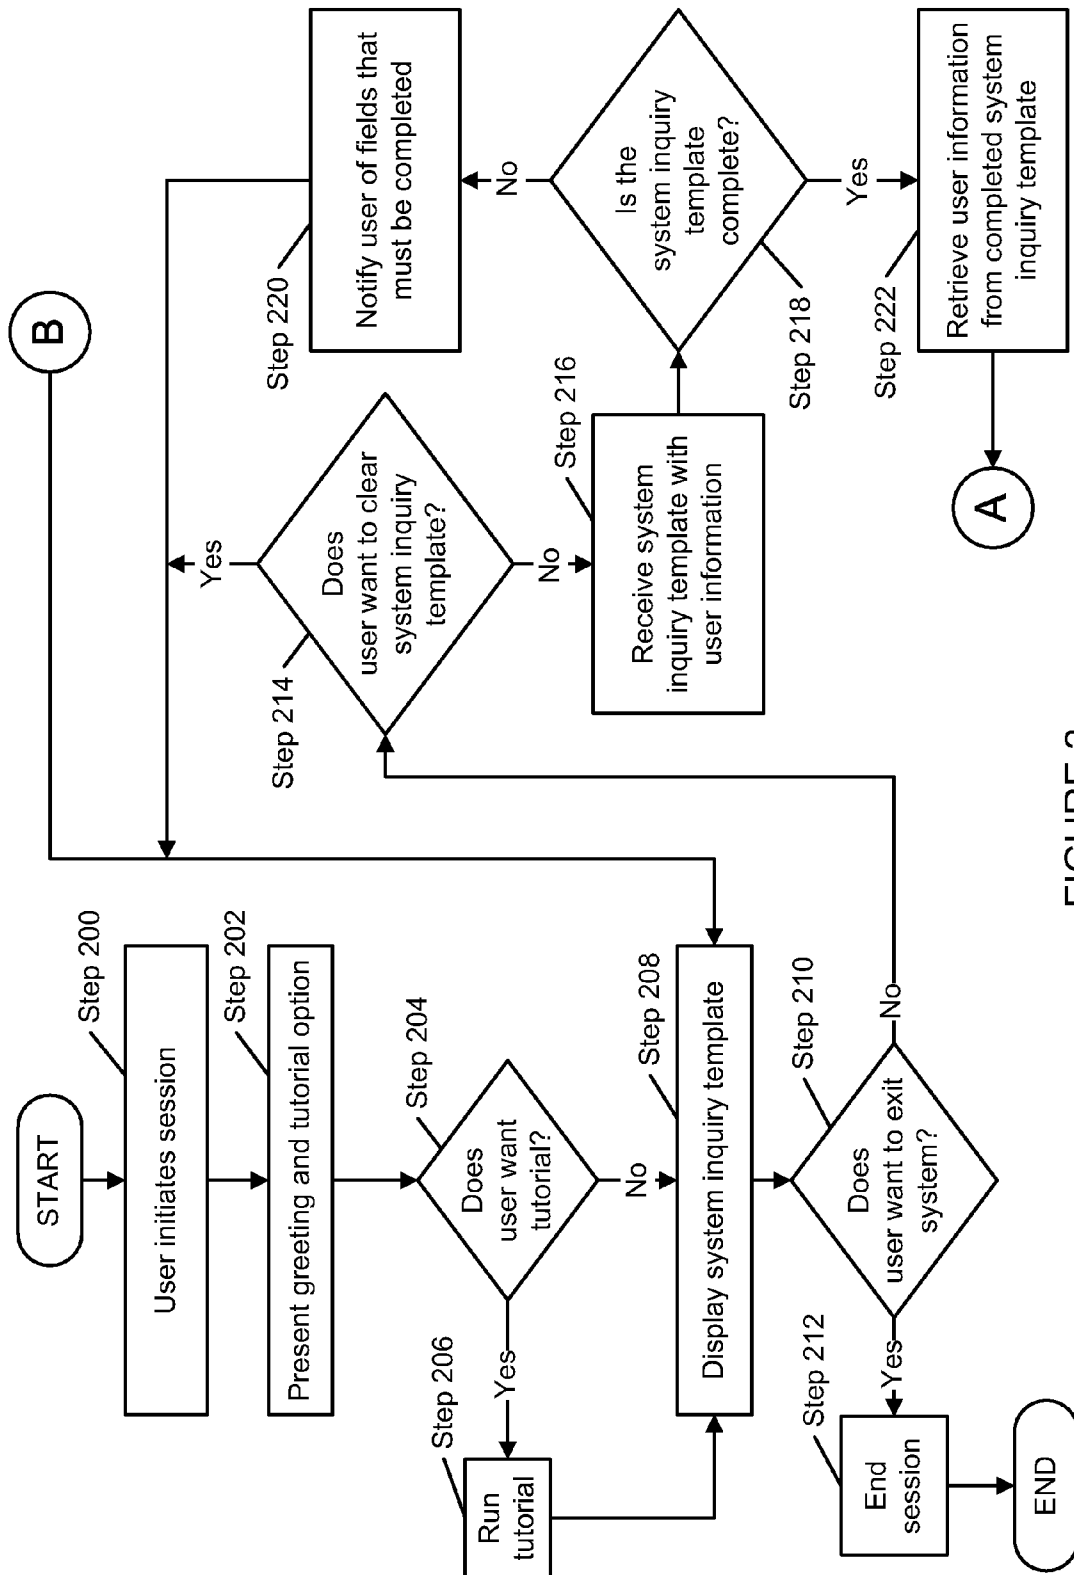 START
Step 200
User initiates session
Step 202
Present greeting and tutorial option
Step 204
Does
user want
tutorial?
Yes
No
Step 206
Run
tutorial
Step 208
Display system inquiry template
Step 210
Does
user want to exit
system?
Yes
No
Step 212
End
session
END
B
Step 214
Does
user want to clear
system inquiry
template?
Yes
No
Step 216
Receive system
inquiry template with
user information
Step 218
Is the
system inquiry
template
complete?
No
Yes
Step 220
Notify user of fields that
must be completed
Step 222
Retrieve user information
from completed system
inquiry template
A